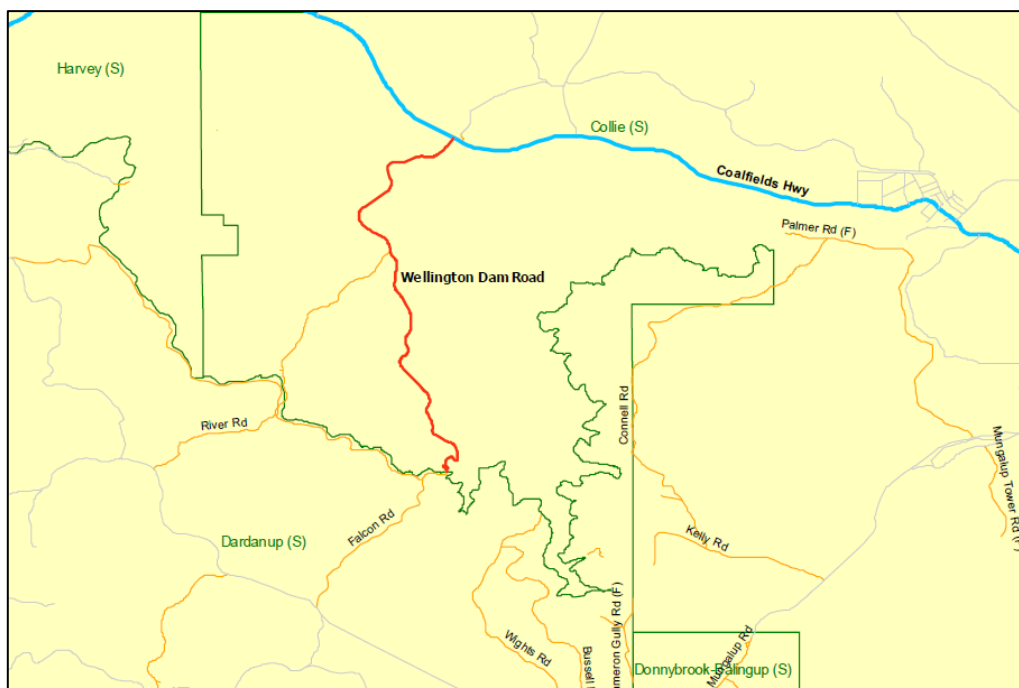 Harvey (S)
Collie (S)
Coalfields Hwy
Palmer Rd (F)
Wellington Dam Road
Connell Rd
River Rd
Mungalup Tower Rd (F)
Falcon Rd
Dardanup (S)
Kelly Rd
Wights Rd
Bussell
ameron Gully Rd (F)
Mungalup Rd
Donnybrook-Balingup (S)